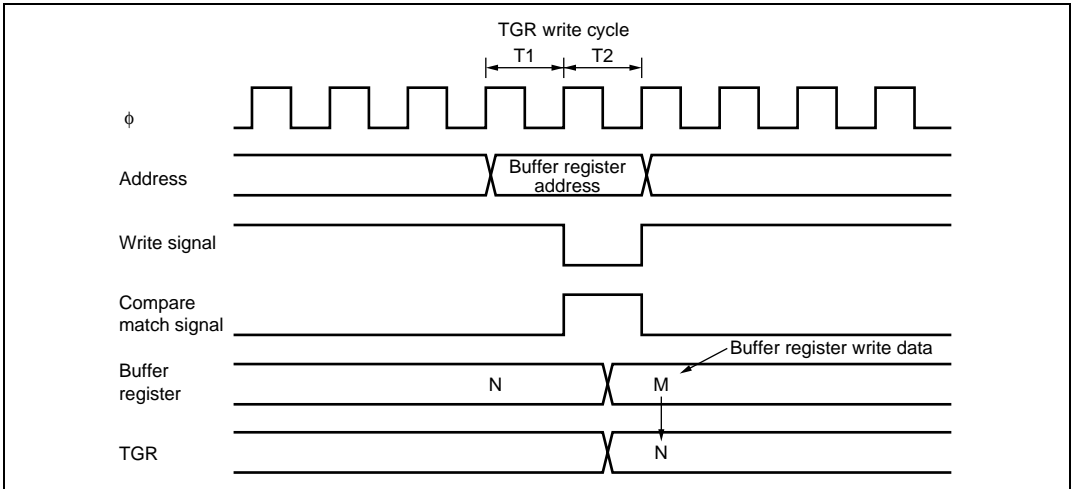 TGR write cycle
T1 T2
ϕ
Address
Buffer register
address
Write signal
Compare
match signal
Buffer register write data
Buffer
register
N M
TGR
N